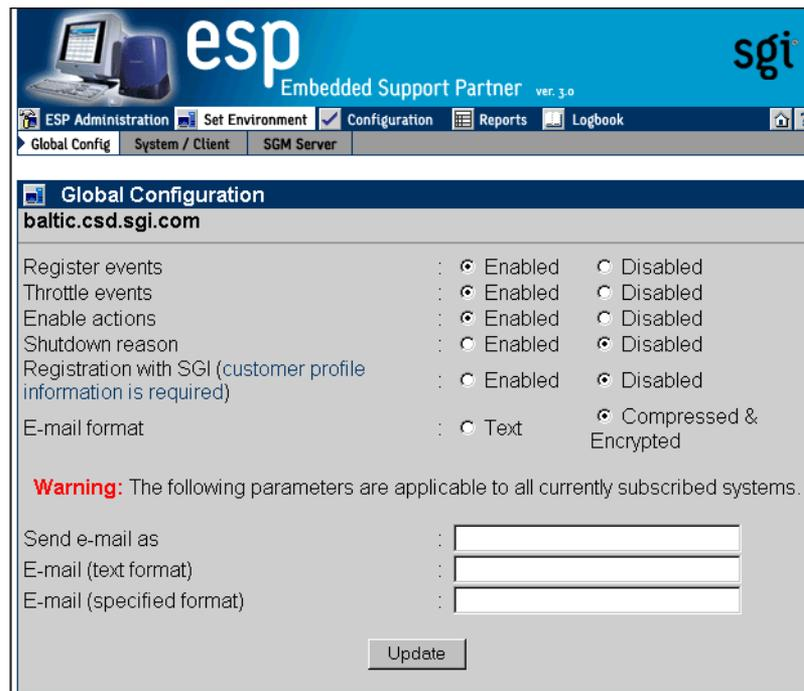 esp
sgi
Embedded Support Partner ver. 3.0
ESP Administration Set Environment Configuration Reports Logbook ?
Global Config System / Client SGM Server
Global Configuration
baltic.csd.sgi.com
Register events : Enabled Disabled
Throttle events : Enabled Disabled
Enable actions : Enabled Disabled
Shutdown reason : Enabled Disabled
Registration with SGI (customer profile
information is required) : Enabled Disabled
E-mail format : Text Compressed &
Encrypted
Warning: The following parameters are applicable to all currently subscribed systems.
Send e-mail as :
E-mail (text format) :
E-mail (specified format) :
Update